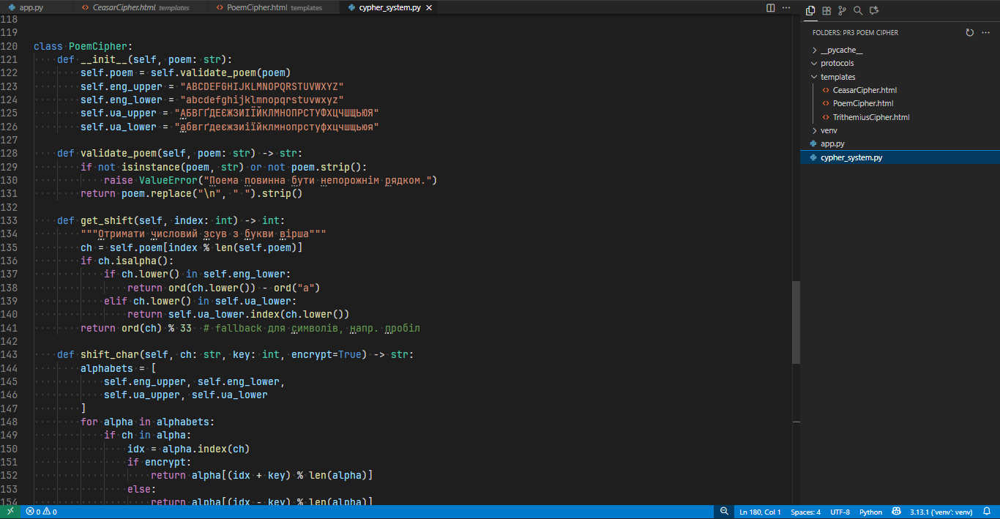 app.py
CeasarCipher.html templates
PoemCipher.html templates
cypher_system.py
118
119
120 class PoemCipher:
121 def __init__(self, poem: str):
122 self.poem = self.validate_poem(poem)
123 self.eng_upper = "ABCDEFGHIJKLMNOPQRSTUVWXYZ"
124 self.eng_lower = "abcdefghijklmnopqrstuvwxyz"
125 self.ua_upper = "АБВГҐДЕЄЖЗИІЇЙКЛМНОПРСТУФХЦЧШЩЬЮЯ"
126 self.ua_lower = "абвгґдеєжзиіїйклмнопрстуфхцчшщьюя"
127
128 def validate_poem(self, poem: str) -> str:
129 if not isinstance(poem, str) or not poem.strip():
130 raise ValueError("Поема повинна бути непорожнім рядком.")
131 return poem.replace("\n", " ").strip()
132
133 def get_shift(self, index: int) -> int:
134 """Отримати числовий зсув з букви вірша"""
135 ch = self.poem[index % len(self.poem)]
136 if ch.isalpha():
137 if ch.lower() in self.eng_lower:
138 return ord(ch.lower()) - ord("a")
139 elif ch.lower() in self.ua_lower:
140 return self.ua_lower.index(ch.lower())
141 return ord(ch) % 33 # fallback для символів, напр. пробіл
142
143 def shift_char(self, ch: str, key: int, encrypt=True) -> str:
144 alphabets = [
145 self.eng_upper, self.eng_lower,
146 self.ua_upper, self.ua_lower
147 ]
148 for alpha in alphabets:
149 if ch in alpha:
150 idx = alpha.index(ch)
151 if encrypt:
152 return alpha[(idx + key) % len(alpha)]
153 else:
154 return alpha[(idx - key) % len(alpha)]
FOLDERS: PR3 POEM CIPHER
__pycache__
protocols
templates
CeasarCipher.html
PoemCipher.html
TrithemiusCipher.html
venv
app.py
cypher_system.py
0 0
Ln 180, Col 1 Spaces: 4 UTF-8 Python 3.13.1 ('venv': venv)